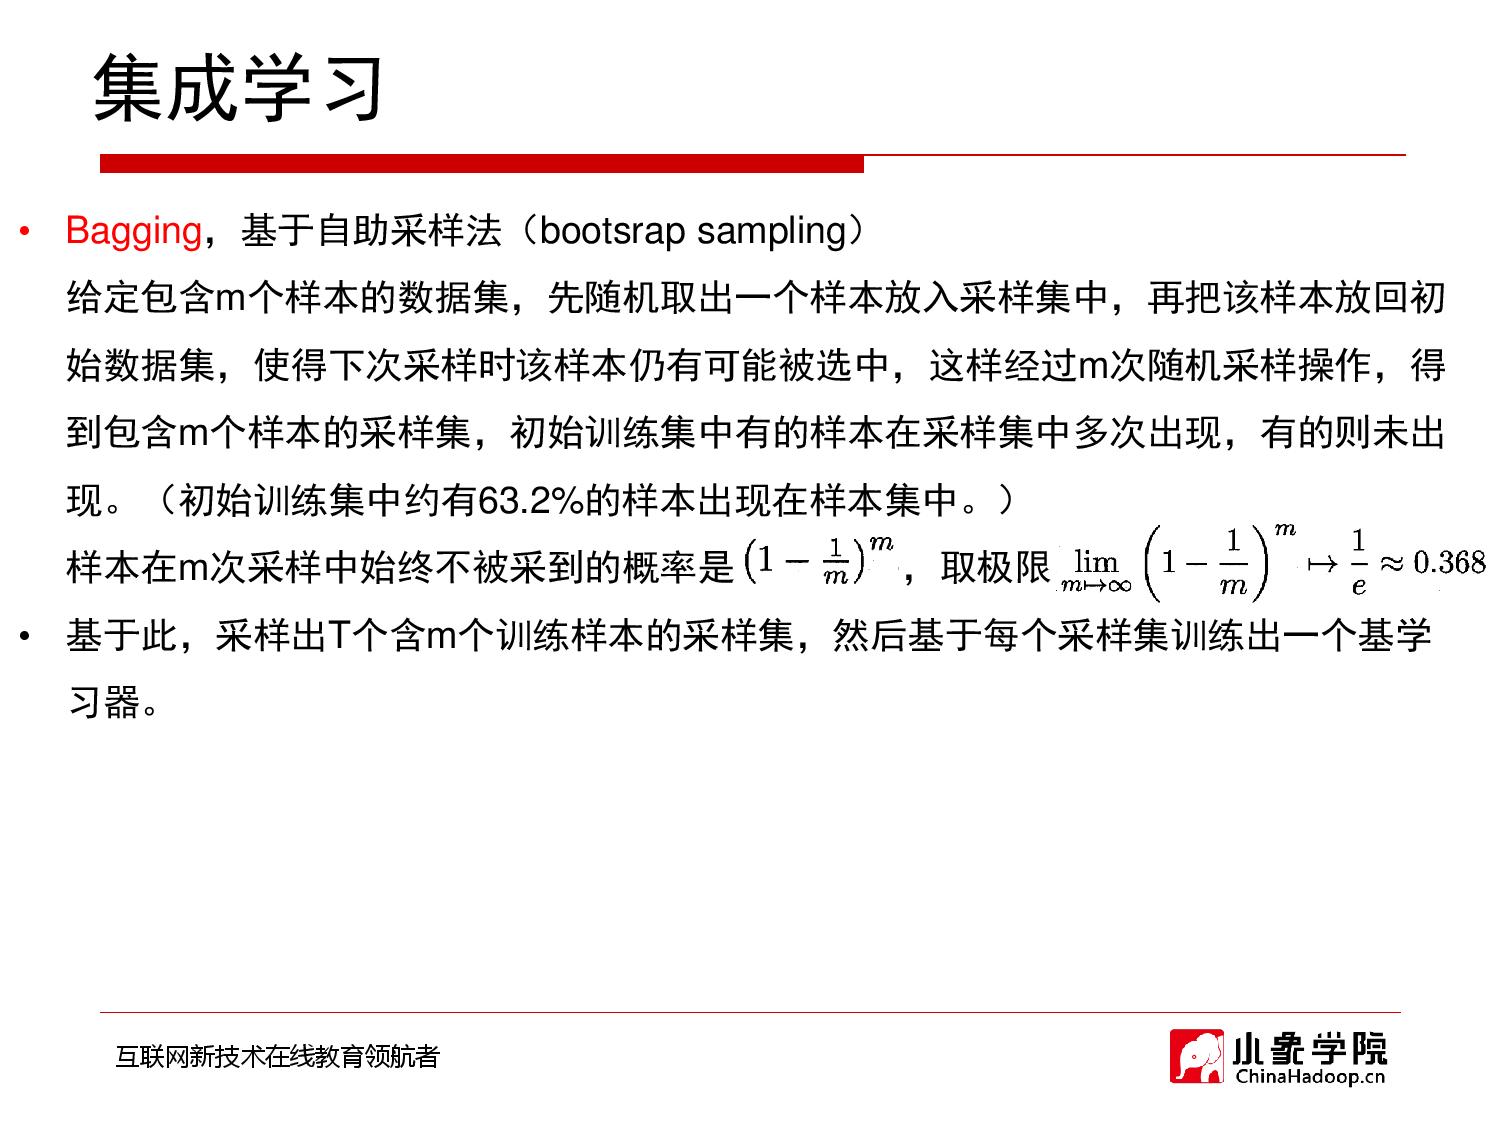 集成学习
• Bagging，基于自助采样法（bootsrap sampling）
给定包含m个样本的数据集，先随机取出一个样本放入采样集中，再把该样本放回初
始数据集，使得下次采样时该样本仍有可能被选中，这样经过m次随机采样操作，得
到包含m个样本的采样集，初始训练集中有的样本在采样集中多次出现，有的则未出
现。（初始训练集中约有63.2%的样本出现在样本集中。）
样本在m次采样中始终不被采到的概率是 (1 − 1/m)^m ，取极限 lim m↦∞ (1 − 1/m)^m ↦ 1/e ≈ 0.368
• 基于此，采样出T个含m个训练样本的采样集，然后基于每个采样集训练出一个基学
习器。
互联网新技术在线教育领航者
小象学院
ChinaHadoop.cn